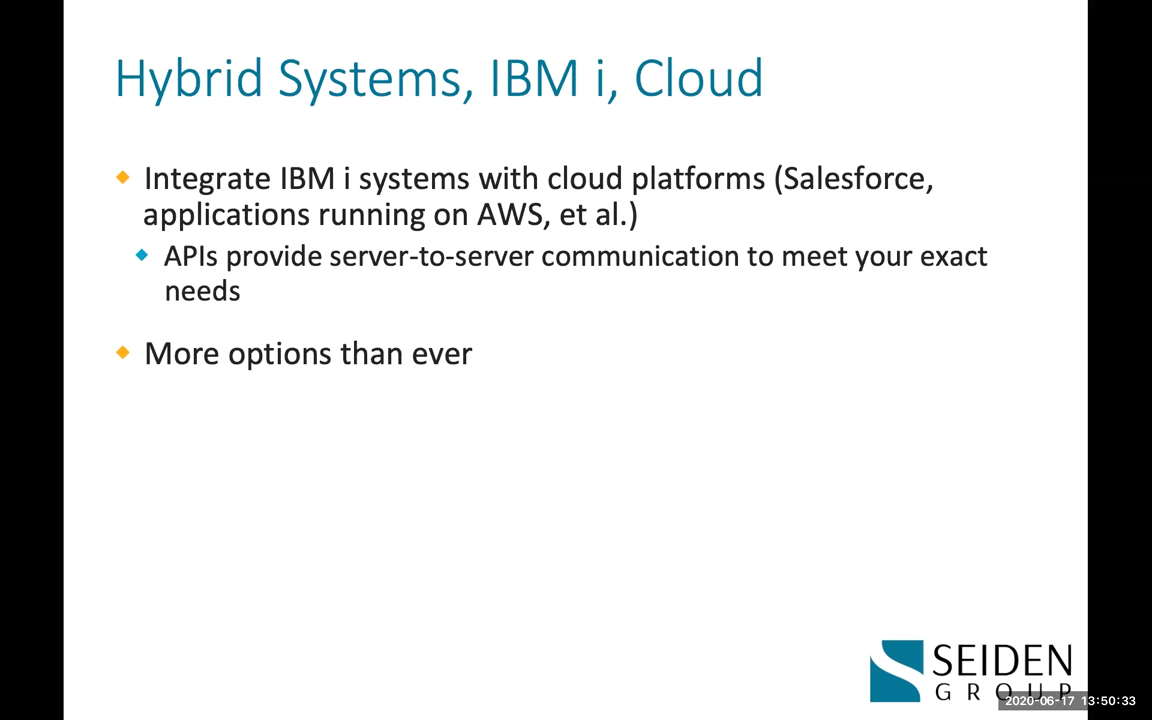 Hybrid Systems, IBM i, Cloud
Integrate IBM i systems with cloud platforms (Salesforce,
applications running on AWS, et al.)
APIs provide server-to-server communication to meet your exact
needs
More options than ever
SEIDEN
GROUP
2020-06-17 13:50:33